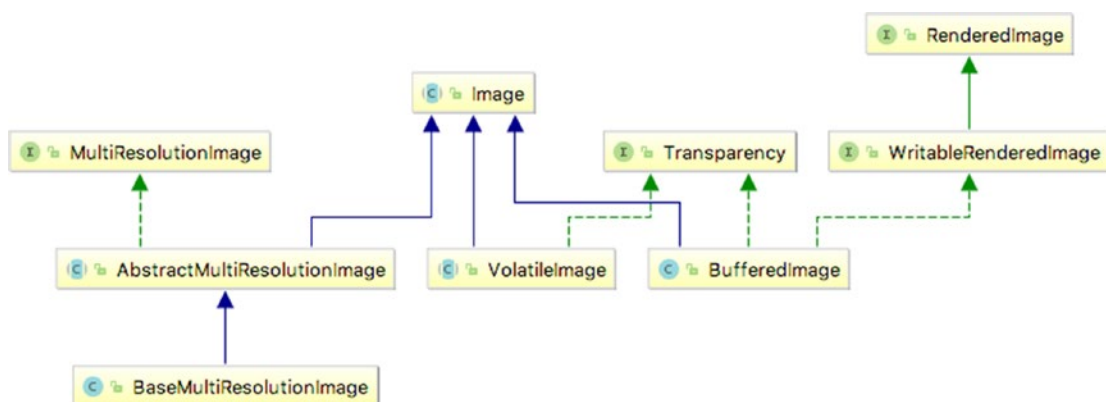 I RenderedImage
C Image
I MultiResolutionImage
I Transparency
I WritableRenderedImage
C AbstractMultiResolutionImage
C VolatileImage
C BufferedImage
C BaseMultiResolutionImage